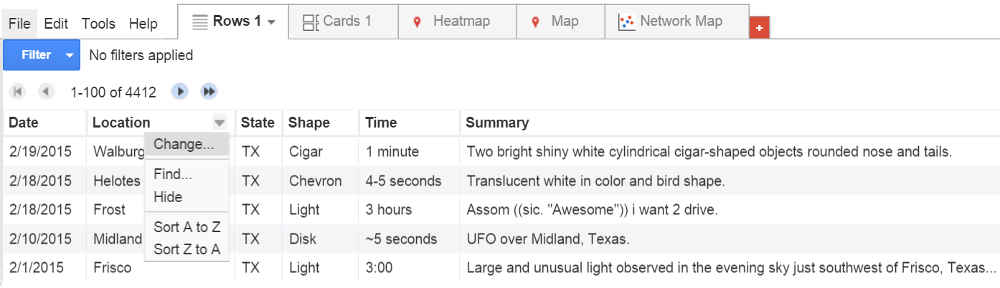 File Edit Tools Help Rows 1 Cards 1 Heatmap Map Network Map +
Filter No filters applied
1-100 of 4412
Date Location State Shape Time Summary
Change...
2/19/2015 Walburg TX Cigar 1 minute Two bright shiny white cylindrical cigar-shaped objects rounded nose and tails.
Find...
2/18/2015 Helotes TX Chevron 4-5 seconds Translucent white in color and bird shape.
Hide
2/18/2015 Frost TX Light 3 hours Assom ((sic. "Awesome")) i want 2 drive.
Sort A to Z
2/10/2015 Midland TX Disk ~5 seconds UFO over Midland, Texas.
Sort Z to A
2/1/2015 Frisco TX Light 3:00 Large and unusual light observed in the evening sky just southwest of Frisco, Texas...